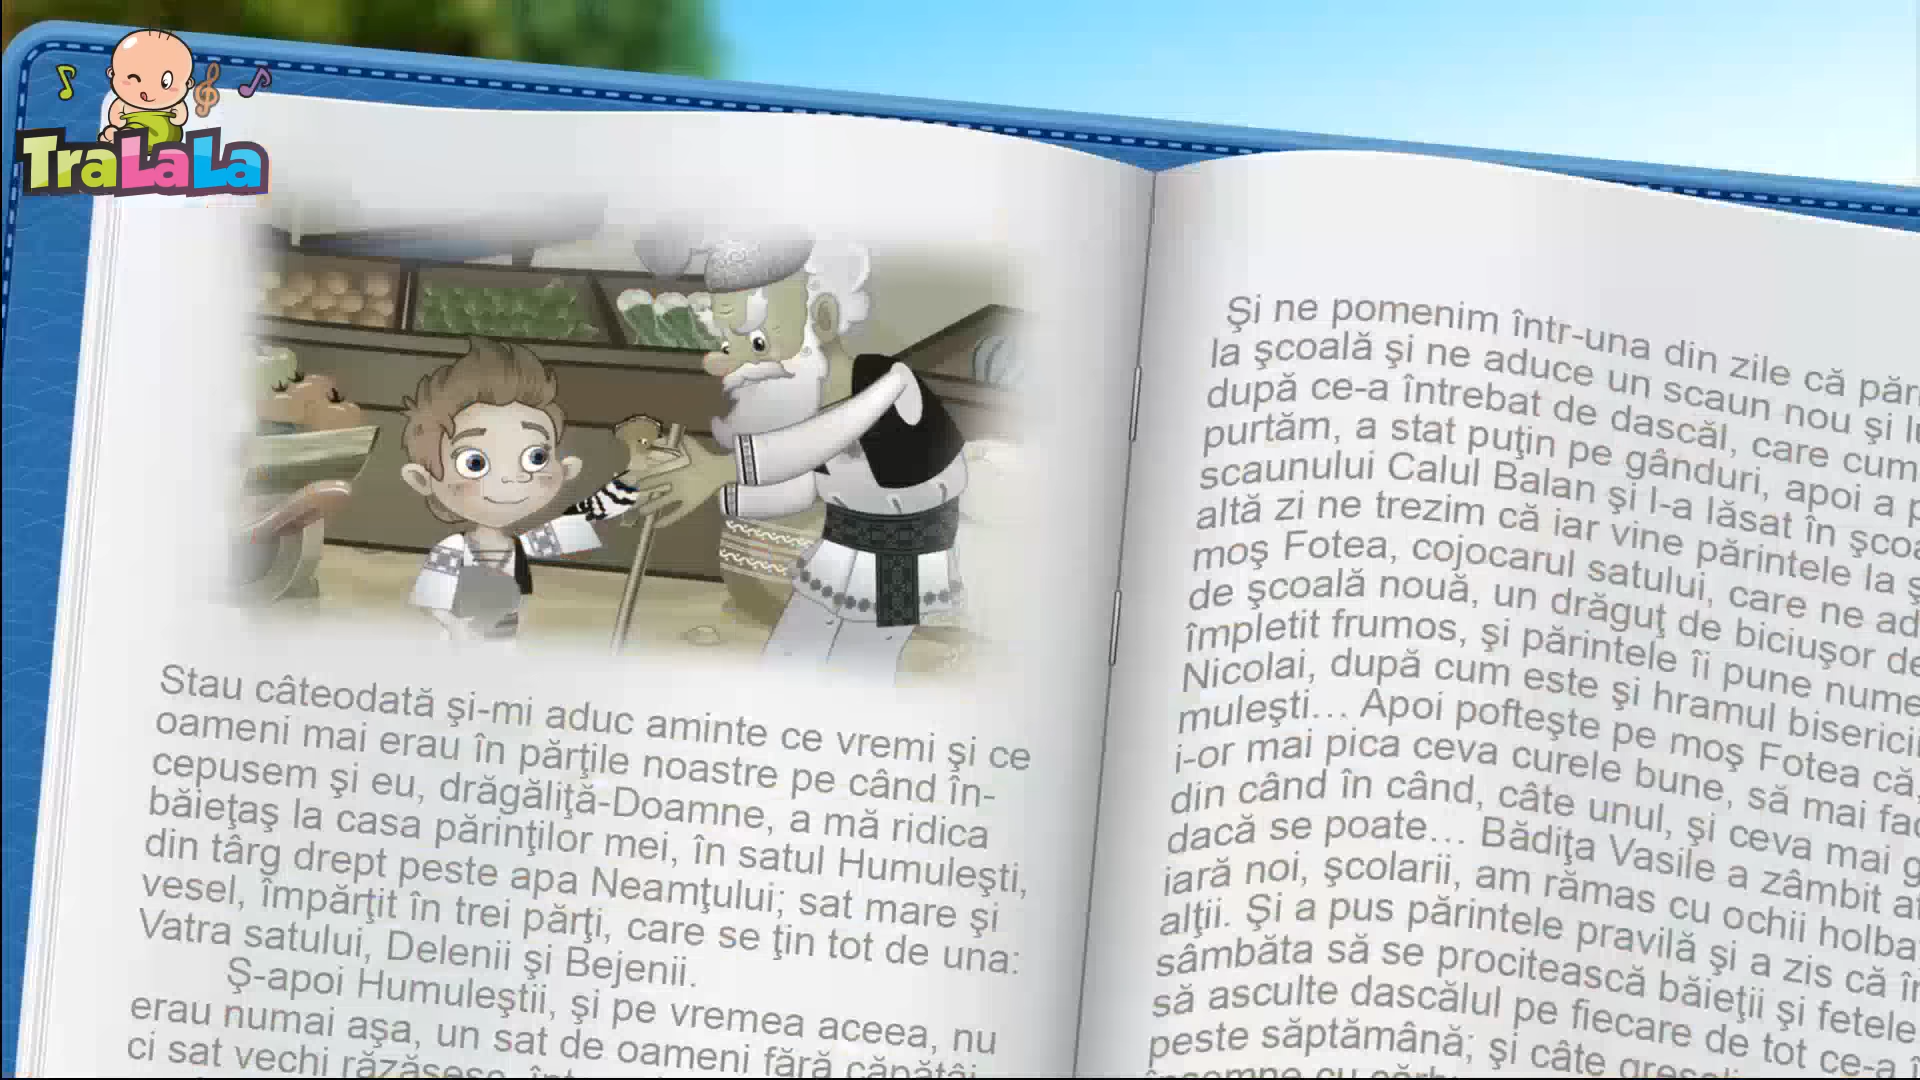 TraLaLa
Stau câteodată şi-mi aduc aminte ce vremi şi ce
oameni mai erau în părţile noastre pe când în-
cepusem şi eu, drăgăliţă-Doamne, a mă ridica
băieţaş la casa părinţilor mei, în satul Humuleşti,
din târg drept peste apa Neamţului; sat mare şi
vesel, împărţit în trei părţi, care se ţin tot de una:
Vatra satului, Delenii şi Bejenii.
Ş-apoi Humuleştii, şi pe vremea aceea, nu
erau numai aşa, un sat de oameni fără căpătâi
ci sat vechi răzăşesc
Şi ne pomenim într-una din zile că
la şcoală şi ne aduce un scaun nou şi
după ce-a întrebat de dascăl, care cum
purtăm, a stat puţin pe gânduri, apoi a
scaunului Calul Balan şi l-a lăsat în
altă zi ne trezim că iar vine părintele la
moş Fotea, cojocarul satului, care ne
de şcoală nouă, un drăguţ de biciuşor
împletit frumos, şi părintele îi pune
Nicolai, după cum este şi hramul
muleşti... Apoi pofteşte pe moş Fotea că,
i-or mai pica ceva curele bune, să mai
din când în când, câte unul, şi ceva mai
dacă se poate... Bădiţa Vasile a zâmbit
iară noi, şcolarii, am rămas cu ochii
alţii. Şi a pus părintele pravilă şi a zis că
sâmbăta să se procitească băieţii şi fetele
să asculte dascălul pe fiecare de tot ce-a
peste săptămână; şi câte